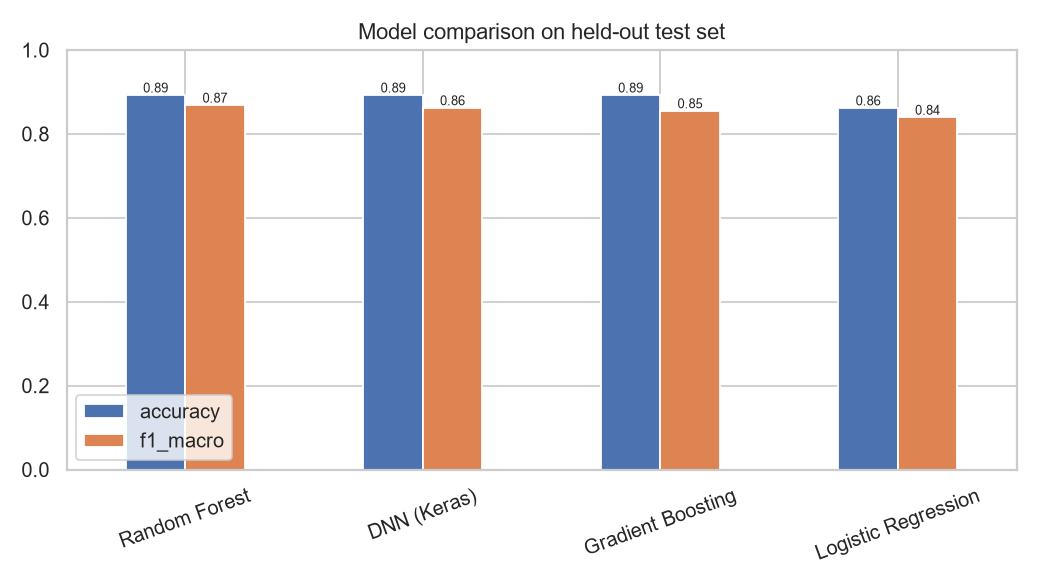 Model comparison on held-out test set
1.0
0.8
0.6
0.4
0.2
0.0
0.89
0.87
0.89
0.86
0.89
0.85
0.86
0.84
accuracy
f1_macro
Random Forest
DNN (Keras)
Gradient Boosting
Logistic Regression